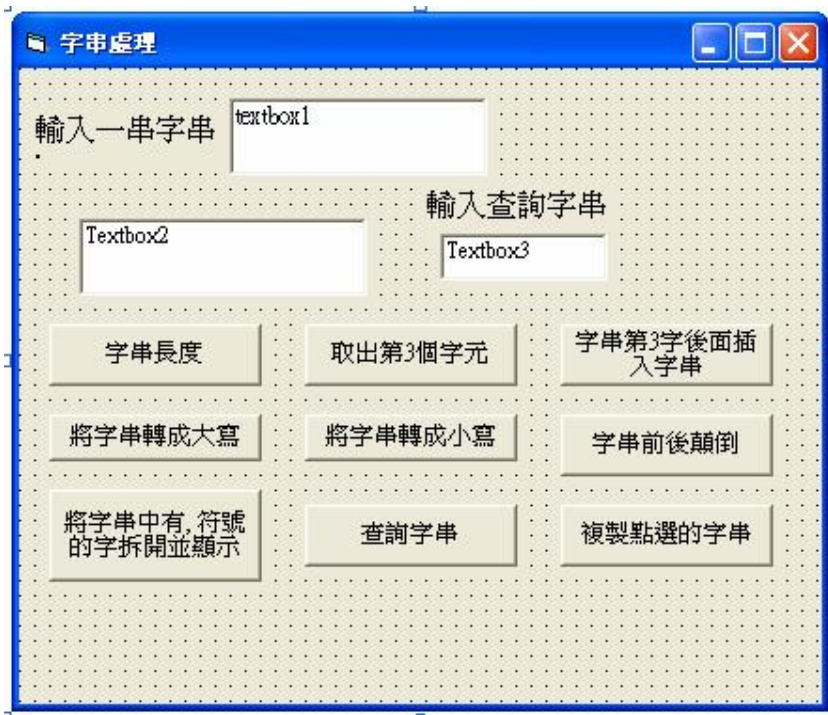 字串處理
輸入一串字串
textbox1
輸入查詢字串
Textbox2
Textbox3
字串長度
取出第3個字元
字串第3字後面插
入字串
將字串轉成大寫
將字串轉成小寫
字串前後顛倒
將字串中有,符號
的字拆開並顯示
查詢字串
複製點選的字串